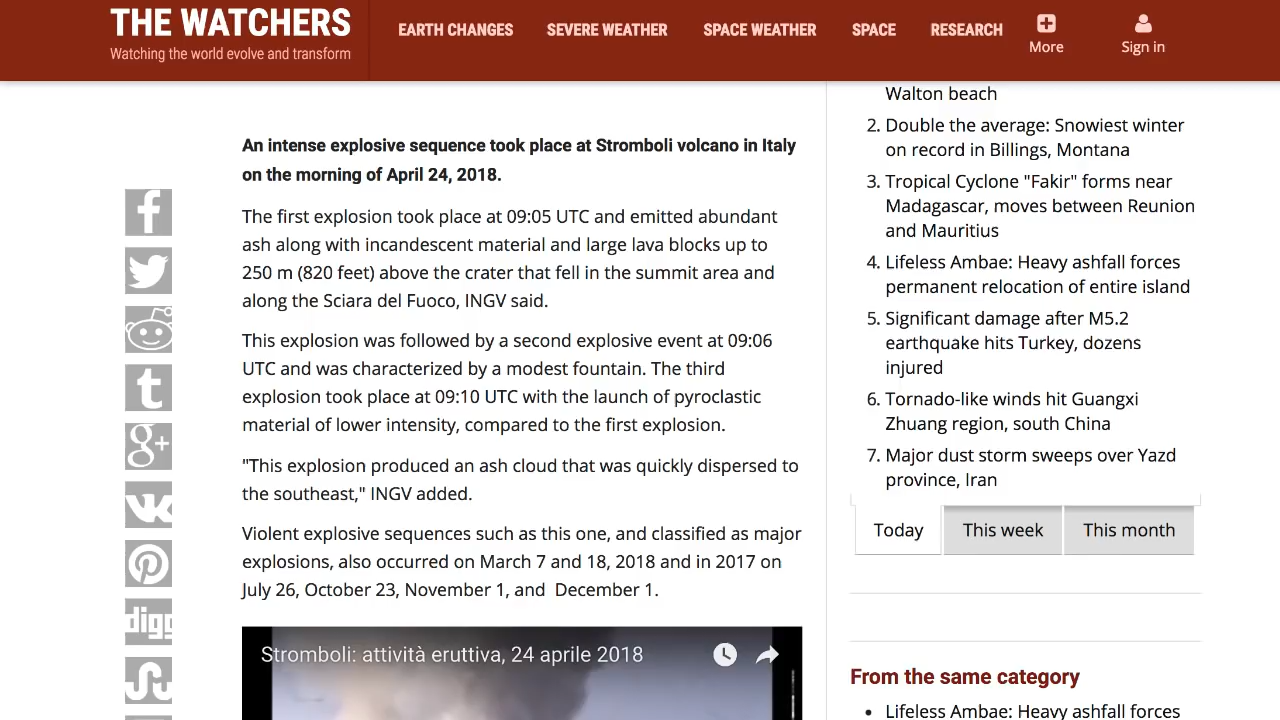 THE WATCHERS
Watching the world evolve and transform
EARTH CHANGES
SEVERE WEATHER
SPACE WEATHER
SPACE
RESEARCH
More
Sign in
An intense explosive sequence took place at Stromboli volcano in Italy
on the morning of April 24, 2018.
The first explosion took place at 09:05 UTC and emitted abundant
ash along with incandescent material and large lava blocks up to
250 m (820 feet) above the crater that fell in the summit area and
along the Sciara del Fuoco, INGV said.
This explosion was followed by a second explosive event at 09:06
UTC and was characterized by a modest fountain. The third
explosion took place at 09:10 UTC with the launch of pyroclastic
material of lower intensity, compared to the first explosion.
"This explosion produced an ash cloud that was quickly dispersed to
the southeast," INGV added.
Violent explosive sequences such as this one, and classified as major
explosions, also occurred on March 7 and 18, 2018 and in 2017 on
July 26, October 23, November 1, and  December 1.
Stromboli: attività eruttiva, 24 aprile 2018
digg
Walton beach
2. Double the average: Snowiest winter
on record in Billings, Montana
3. Tropical Cyclone "Fakir" forms near
Madagascar, moves between Reunion
and Mauritius
4. Lifeless Ambae: Heavy ashfall forces
permanent relocation of entire island
5. Significant damage after M5.2
earthquake hits Turkey, dozens
injured
6. Tornado-like winds hit Guangxi
Zhuang region, south China
7. Major dust storm sweeps over Yazd
province, Iran
Today
This week
This month
From the same category
• Lifeless Ambae: Heavy ashfall forces